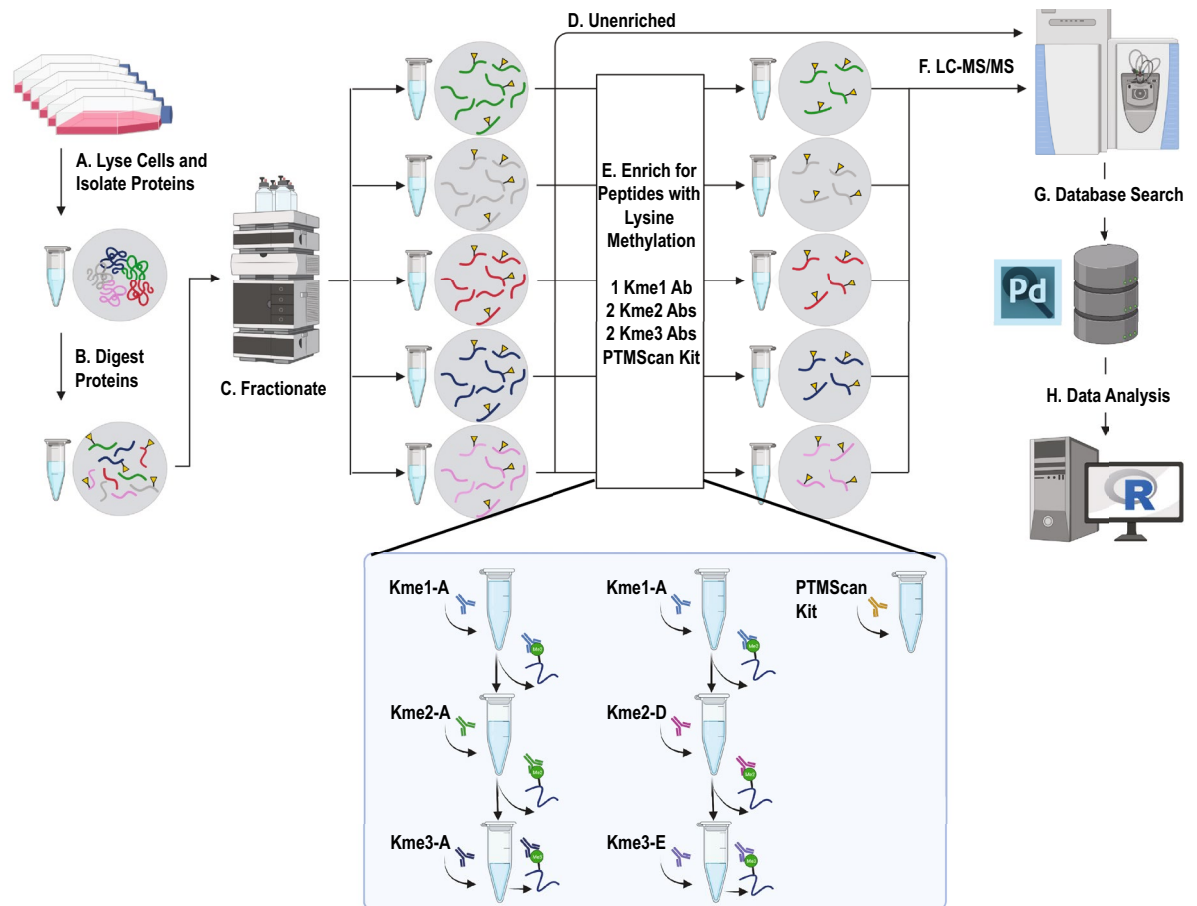 D. Unenriched
F. LC-MS/MS
A. Lyse Cells and
Isolate Proteins
E. Enrich for
Peptides with
Lysine
Methylation
1 Kme1 Ab
2 Kme2 Abs
2 Kme3 Abs
PTMScan Kit
G. Database Search
Pd
B. Digest
Proteins
C. Fractionate
H. Data Analysis
R
Kme1-A
Kme1-A
PTMScan
Kit
Kme2-A
Kme2-D
Kme3-A
Kme3-E